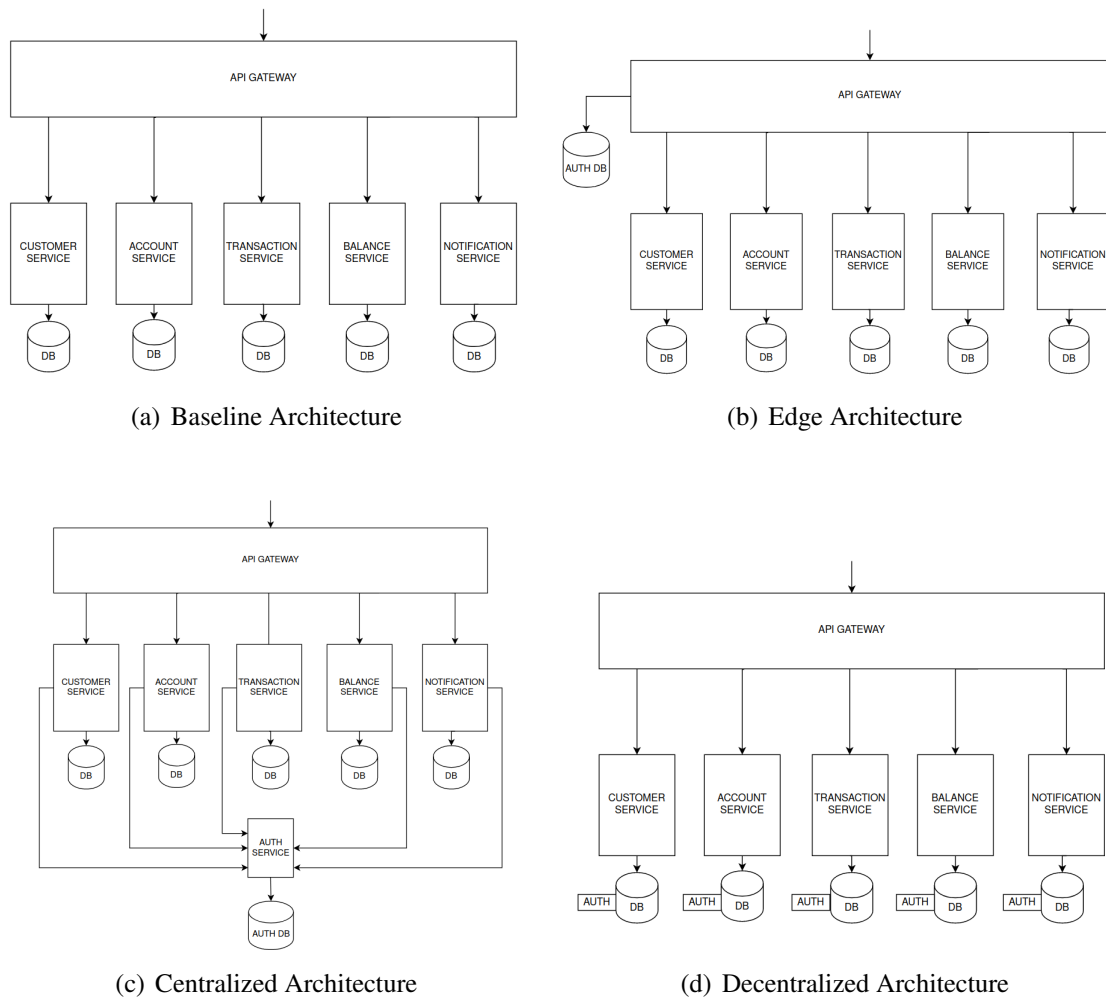 API GATEWAY
CUSTOMER
SERVICE
ACCOUNT
SERVICE
TRANSACTION
SERVICE
BALANCE
SERVICE
NOTIFICATION
SERVICE
DB
DB
DB
DB
DB
(a) Baseline Architecture
API GATEWAY
AUTH DB
CUSTOMER
SERVICE
ACCOUNT
SERVICE
TRANSACTION
SERVICE
BALANCE
SERVICE
NOTIFICATION
SERVICE
DB
DB
DB
DB
DB
(b) Edge Architecture
API GATEWAY
CUSTOMER
SERVICE
ACCOUNT
SERVICE
TRANSACTION
SERVICE
BALANCE
SERVICE
NOTIFICATION
SERVICE
DB
DB
DB
DB
DB
AUTH
SERVICE
AUTH DB
(c) Centralized Architecture
API GATEWAY
CUSTOMER
SERVICE
ACCOUNT
SERVICE
TRANSACTION
SERVICE
BALANCE
SERVICE
NOTIFICATION
SERVICE
AUTH
DB
AUTH
DB
AUTH
DB
AUTH
DB
AUTH
DB
(d) Decentralized Architecture